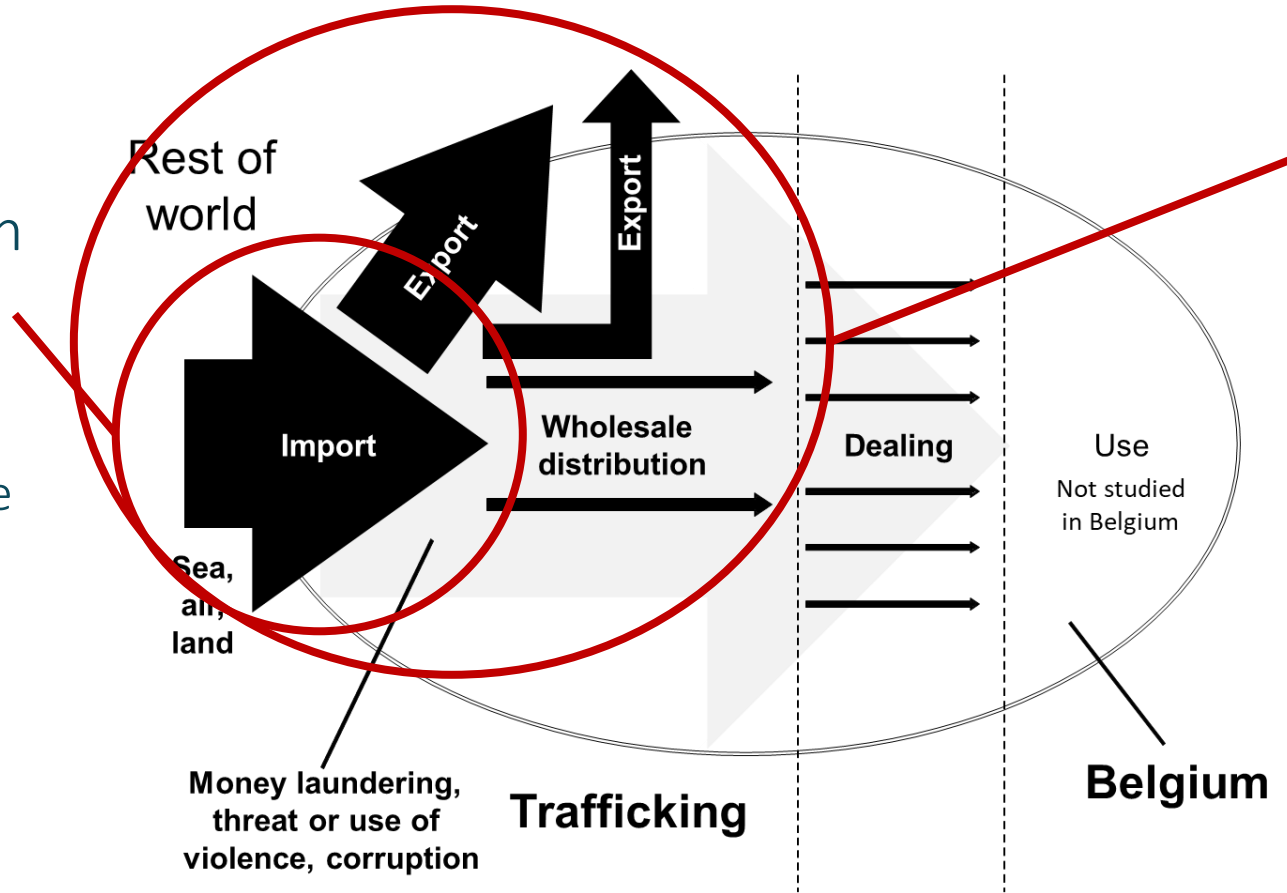 Rest of
world
n
e
Export
Export
Import
Wholesale
distribution
Dealing
Use
Not studied
in Belgium
Sea,
air,
land
Money laundering,
threat or use of
violence, corruption
Trafficking
Belgium